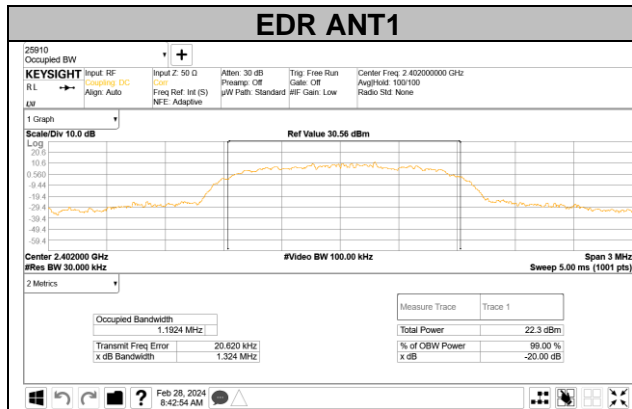 EDR ANT1
25910
Occupied BW
+
KEYSIGHT Input: RF Input Z: 50 Ω Atten: 30 dB Trig: Free Run Center Freq: 2.402000000 GHz
RL Coupling: DC Corr Preamp: Off Gate: Off Avg|Hold: 100/100
Align: Auto Freq Ref: Int (S) µW Path: Standard #IF Gain: Low Radio Std: None
LXI NFE: Adaptive
1 Graph
Scale/Div 10.0 dB Ref Value 30.56 dBm
Log
20.6
10.6
0.560
-9.44
-19.4
-29.4
-39.4
-49.4
-59.4
Center 2.402000 GHz #Video BW 100.00 kHz Span 3 MHz
#Res BW 30.000 kHz Sweep 5.00 ms (1001 pts)
2 Metrics
Measure Trace Trace 1
Occupied Bandwidth
1.1924 MHz Total Power 22.3 dBm
Transmit Freq Error 20.620 kHz % of OBW Power 99.00 %
x dB Bandwidth 1.324 MHz x dB -20.00 dB
? Feb 28, 2024
8:42:54 AM